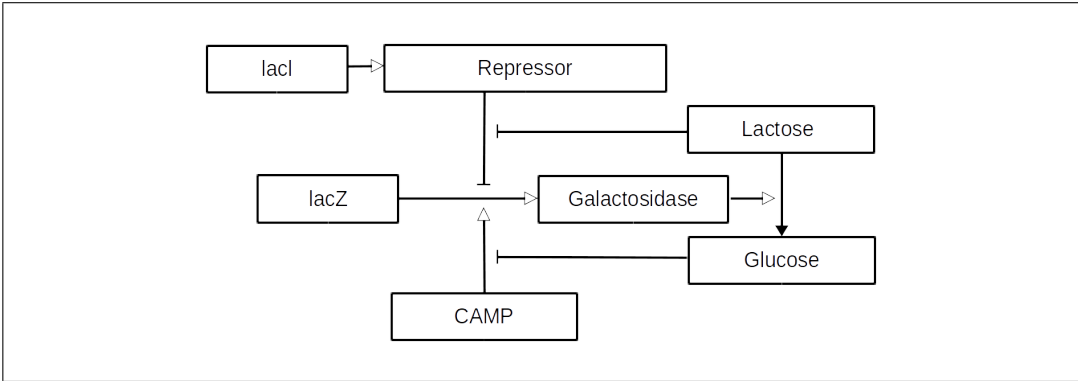 lacI
Repressor
Lactose
lacZ
Galactosidase
Glucose
CAMP